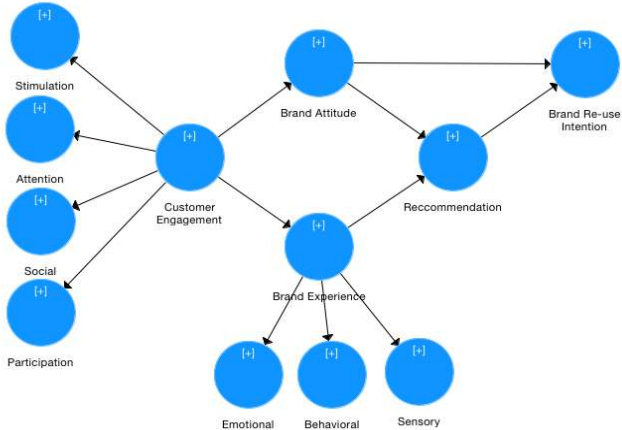 [+]
Stimulation
[+]
Attention
[+]
Social
[+]
Participation
[+]
Customer
Engagement
[+]
Brand Attitude
[+]
Brand Experience
[+]
Reccommendation
[+]
Brand Re-use
Intention
[+]
Emotional
[+]
Behavioral
[+]
Sensory